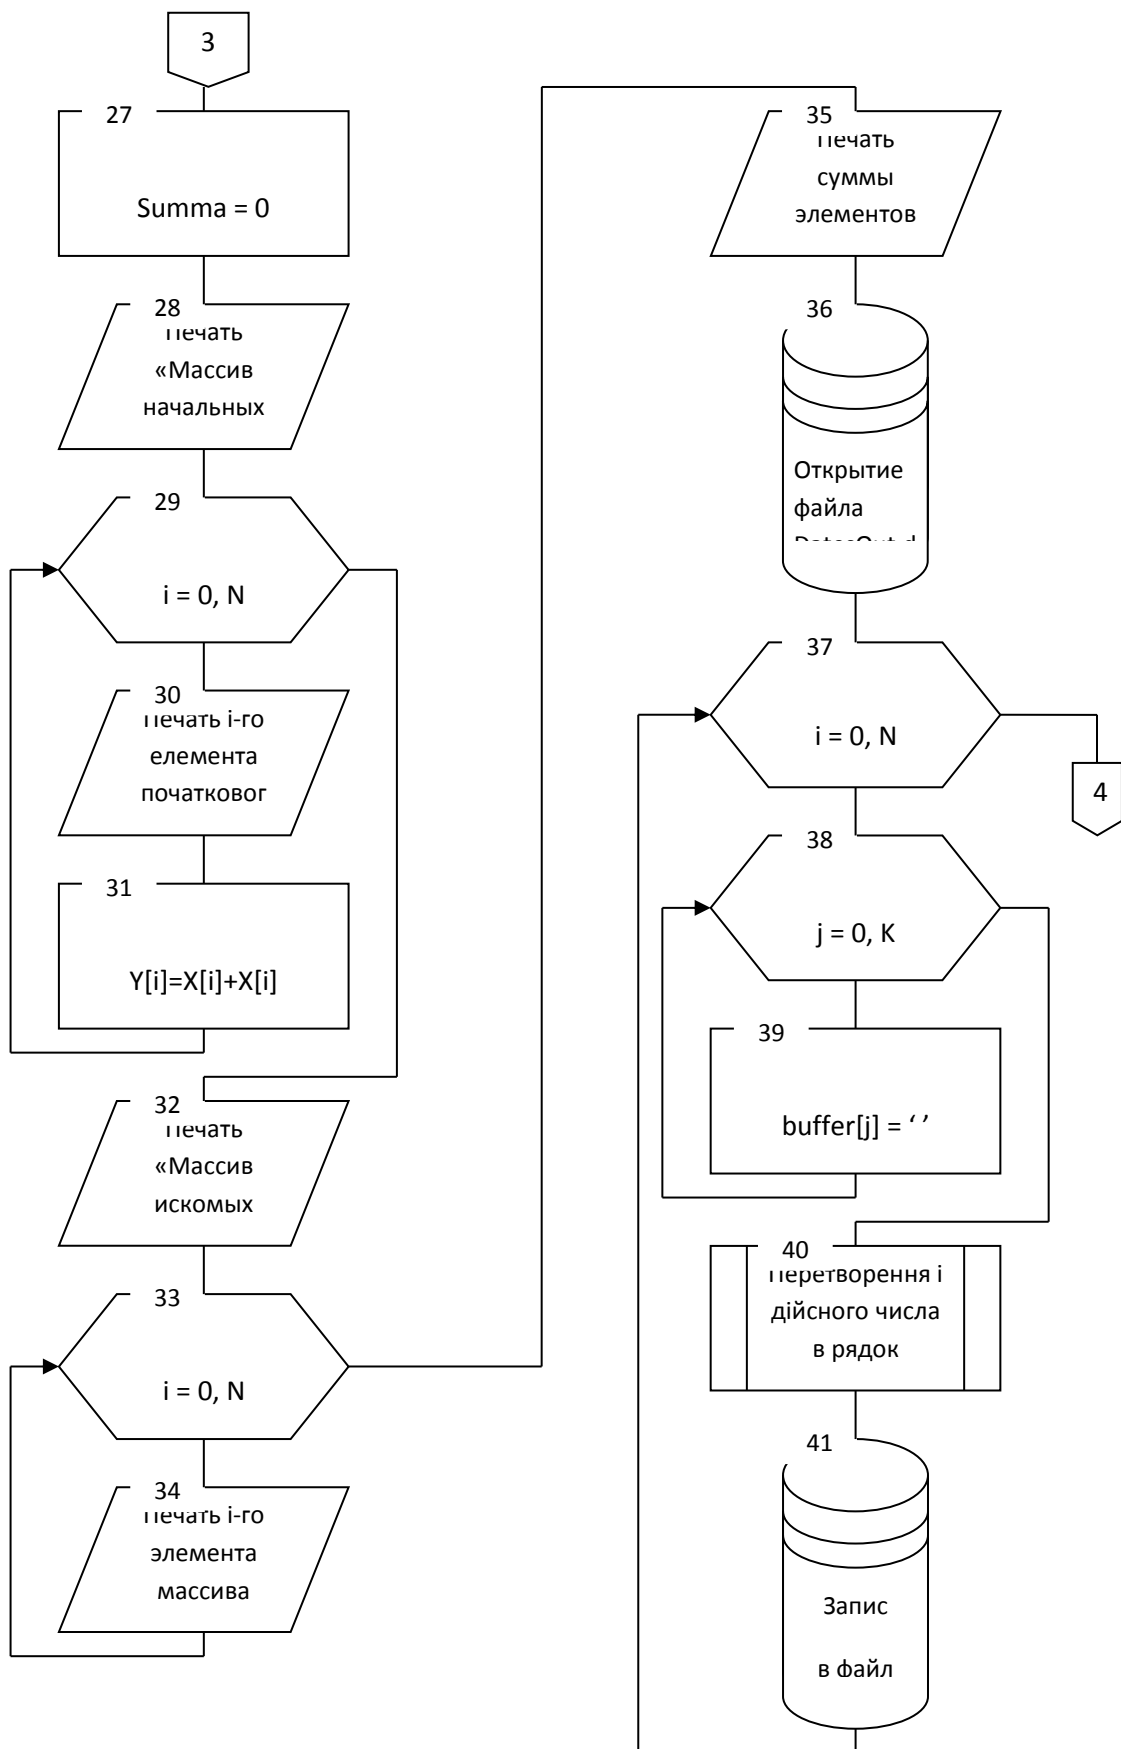 3
27
Summa = 0
28
Печать
«Массив
начальных
29
i = 0, N
30
Печать і-го
елемента
початковог
31
Y[i]=X[i]+X[i]
32
Печать
«Массив
искомых
33
i = 0, N
34
Печать і-го
элемента
массива
35
Печать
суммы
элементов
36
Открытие
файла
37
i = 0, N
4
38
j = 0, K
39
buffer[j] = ‘ ’
40
Перетворення і
дійсного числа
в рядок
41
Запис
в файл